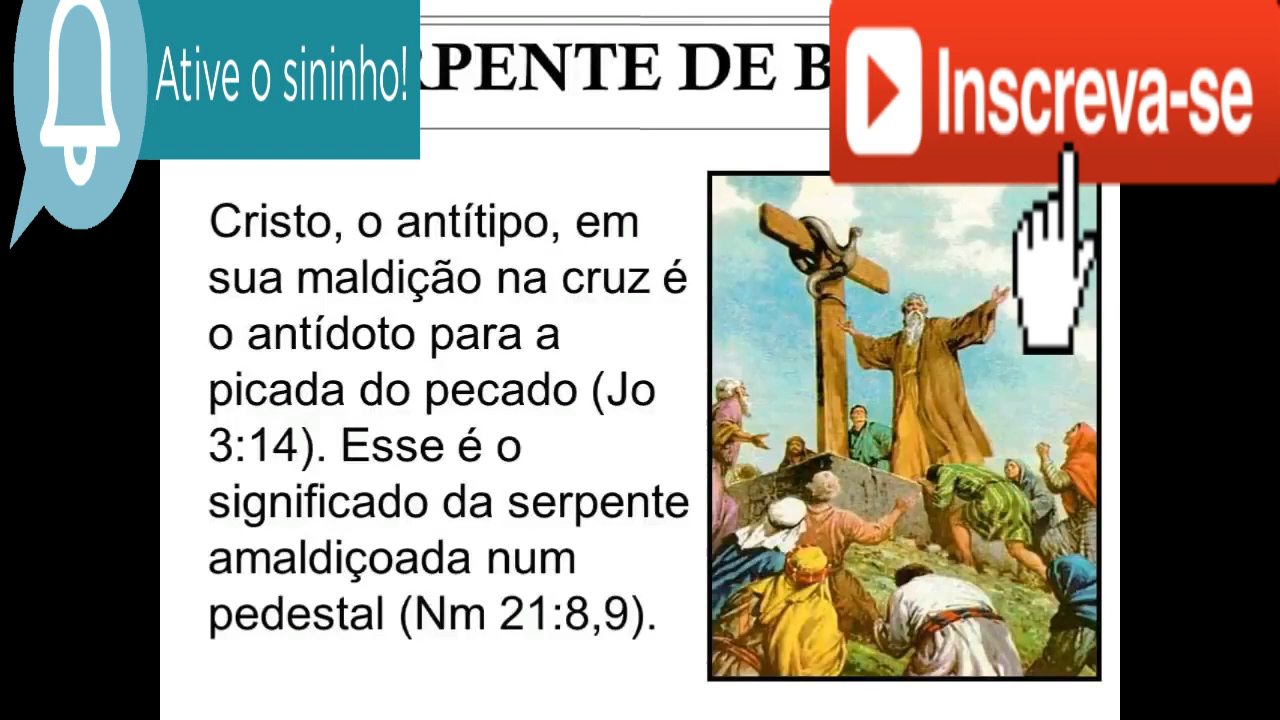 Ative o sininho!
DE
Inscreva-se
Cristo, o antítipo, em
sua maldição na cruz é
o antídoto para a
picada do pecado (Jo
3:14). Esse é o
significado da serpente
amaldiçoada num
pedestal (Nm 21:8,9).